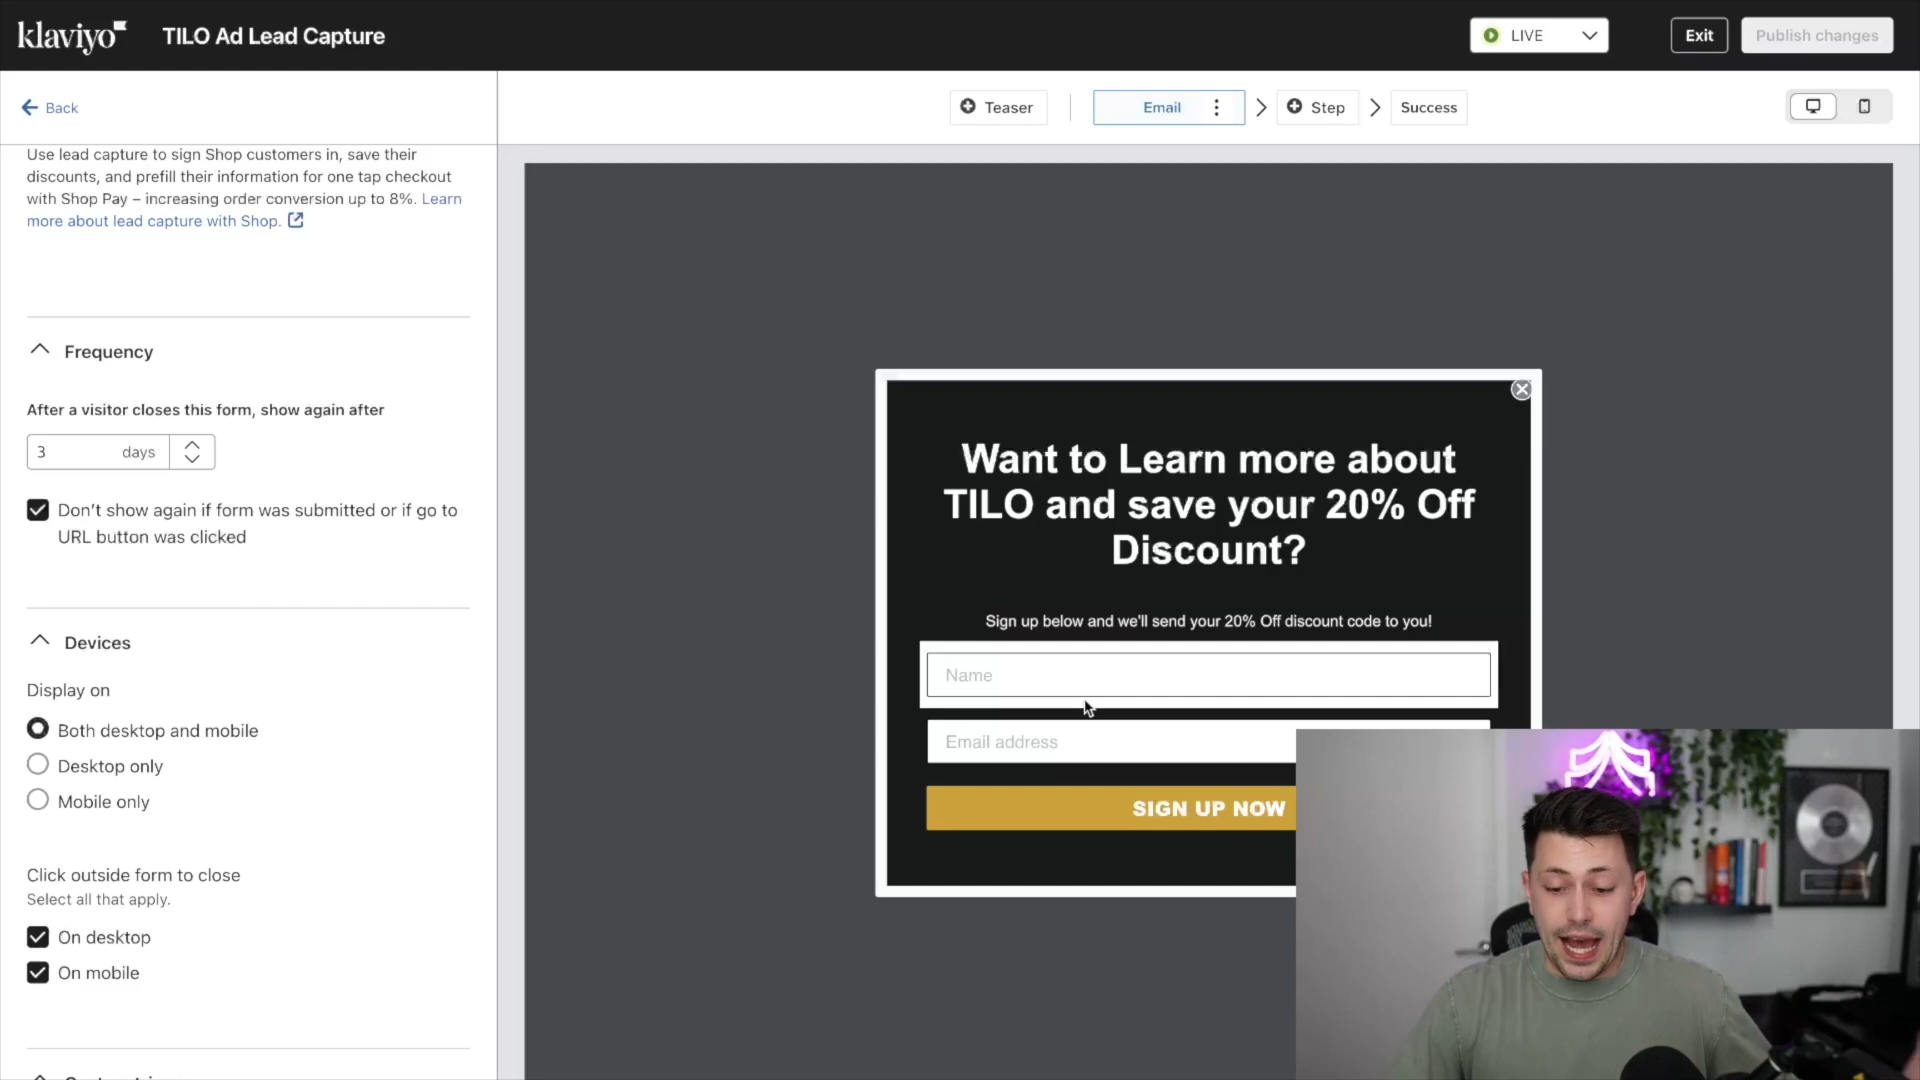 klaviyo
TILO Ad Lead Capture
LIVE
Exit
Publish changes
Back
Teaser
Email
Step
Success
Use lead capture to sign Shop customers in, save their
discounts, and prefill their information for one tap checkout
with Shop Pay – increasing order conversion up to 8%. Learn
more about lead capture with Shop.
Frequency
After a visitor closes this form, show again after
3 days
Don't show again if form was submitted or if go to
URL button was clicked
Devices
Display on
Both desktop and mobile
Desktop only
Mobile only
Click outside form to close
Select all that apply.
On desktop
On mobile
Want to Learn more about
TILO and save your 20% Off
Discount?
Sign up below and we'll send your 20% Off discount code to you!
Name
Email address
SIGN UP NOW